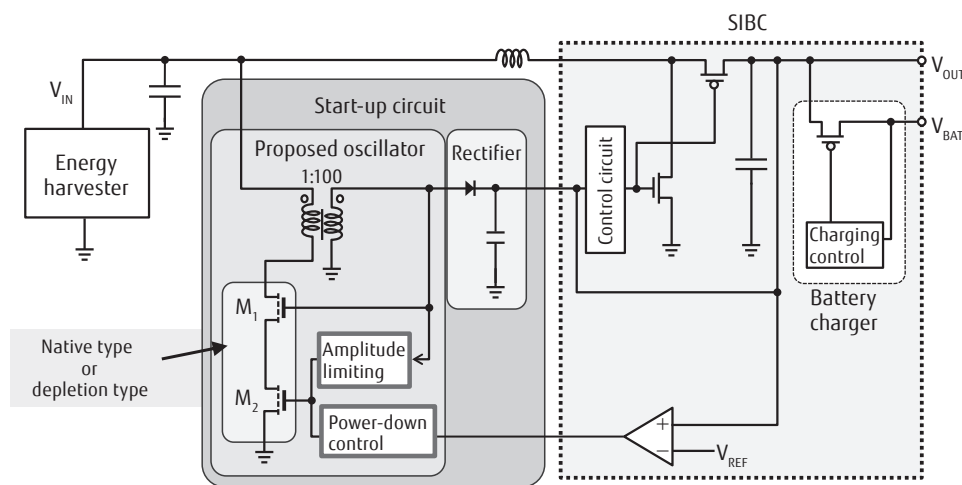 SIBC
V_IN
V_OUT
Start-up circuit
V_BAT
Energy
harvester
Proposed oscillator
Rectifier
1:100
Control circuit
Charging
control
M_1
Battery
charger
Native type
or
depletion type
Amplitude
limiting
M_2
Power-down
control
+
−
V_REF